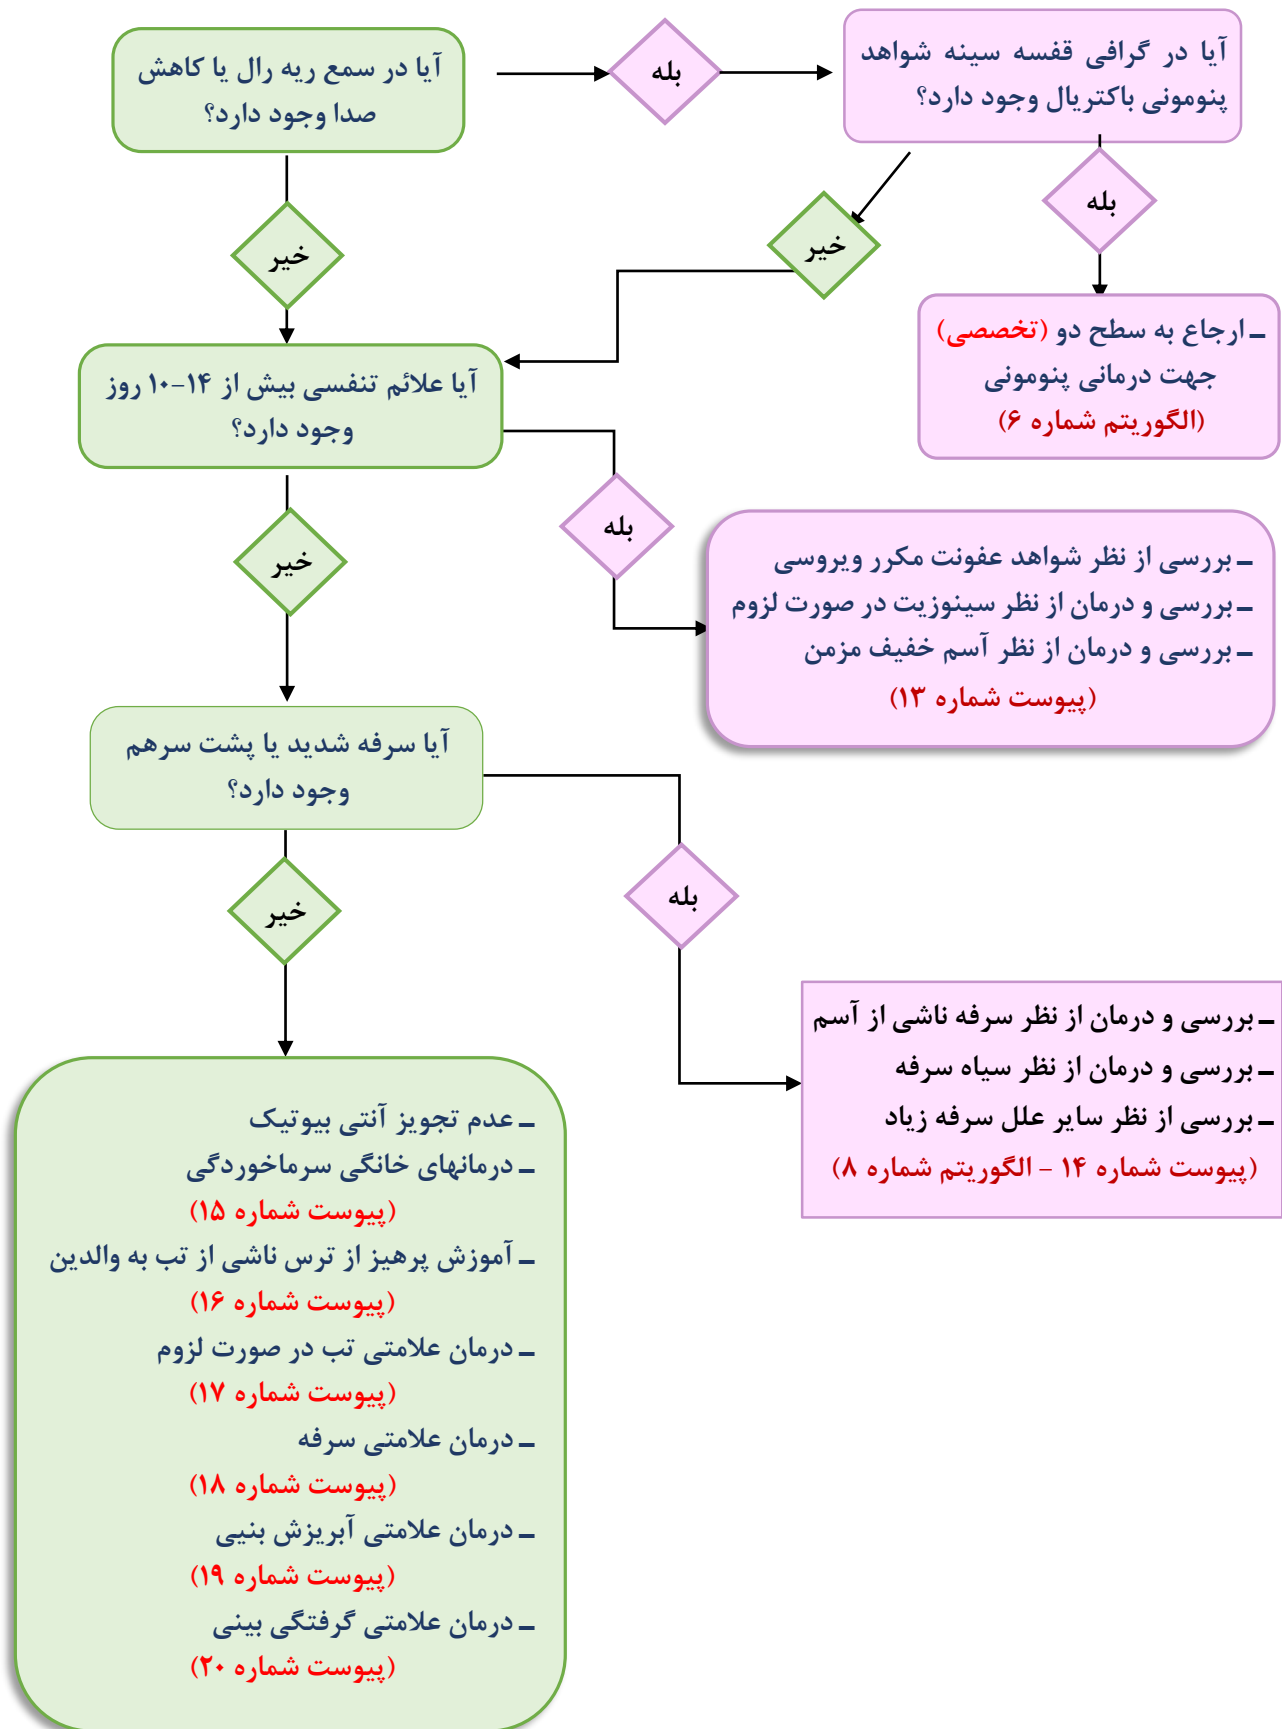 آیا در سمع ریه رال یا کاهش
صدا وجود دارد؟
بله
آیا در گرافی قفسه سینه شواهد
پنومونی باکتریال وجود دارد؟
خیر
خیر
بله
ـ ارجاع به سطح دو (تخصصی)
جهت درمانی پنومونی
(الگوریتم شماره ۶)
آیا علائم تنفسی بیش از ۱۴-۱۰ روز
وجود دارد؟
خیر
بله
ـ بررسی از نظر شواهد عفونت مکرر ویروسی
ـ بررسی و درمان از نظر سینوزیت در صورت لزوم
ـ بررسی و درمان از نظر آسم خفیف مزمن
(پیوست شماره ۱۳)
آیا سرفه شدید یا پشت سرهم
وجود دارد؟
خیر
بله
ـ بررسی و درمان از نظر سرفه ناشی از آسم
ـ بررسی و درمان از نظر سیاه سرفه
ـ بررسی از نظر سایر علل سرفه زیاد
(پیوست شماره ۱۴ - الگوریتم شماره ۸)
ـ عدم تجویز آنتی بیوتیک
ـ درمانهای خانگی سرماخوردگی
(پیوست شماره ۱۵)
ـ آموزش پرهیز از ترس ناشی از تب به والدین
(پیوست شماره ۱۶)
ـ درمان علامتی تب در صورت لزوم
(پیوست شماره ۱۷)
ـ درمان علامتی سرفه
(پیوست شماره ۱۸)
ـ درمان علامتی آبریزش بنیی
(پیوست شماره ۱۹)
ـ درمان علامتی گرفتگی بینی
(پیوست شماره ۲۰)